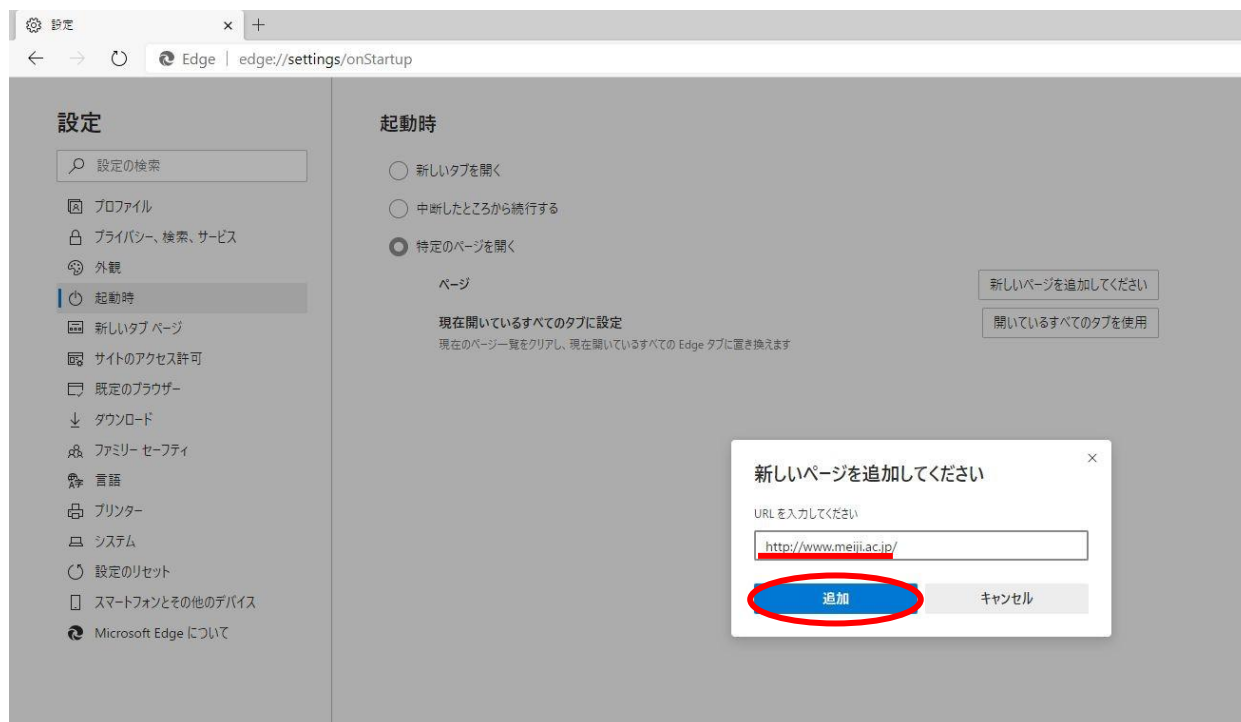 設定
Edge | edge://settings/onStartup
設定
設定の検索
プロファイル
プライバシー、検索、サービス
外観
起動時
新しいタブ ページ
サイトのアクセス許可
既定のブラウザー
ダウンロード
ファミリー セーフティ
言語
プリンター
システム
設定のリセット
スマートフォンとその他のデバイス
Microsoft Edge について
起動時
新しいタブを開く
中断したところから続行する
特定のページを開く
ページ
新しいページを追加してください
現在開いているすべてのタブに設定
開いているすべてのタブを使用
現在のページ一覧をクリアし、現在開いているすべての Edge タブに置き換えます
新しいページを追加してください
URL を入力してください
http://www.meiji.ac.jp/
追加
キャンセル